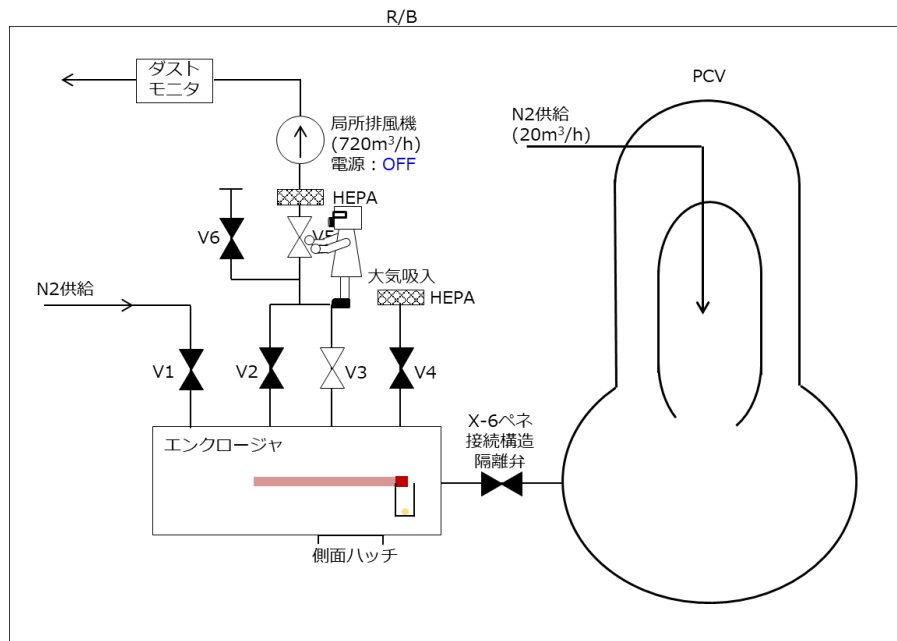 R/B
ダスト
モニタ
局所排風機
(720m³/h)
電源：OFF
HEPA
V6
V5
大気吸入
HEPA
N2供給
V1
V2
V3
V4
エンクロージャ
側面ハッチ
X-6ペネ
接続構造
隔離弁
PCV
N2供給
(20m³/h)